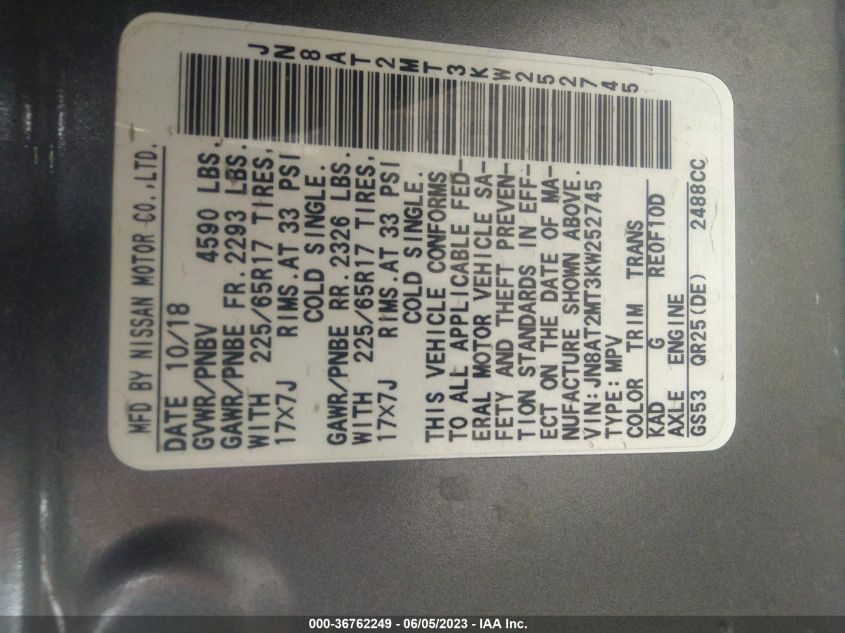 JN8AT2MT3KW252745
MFD BY NISSAN MOTOR CO.,LTD.
DATE 10/18
GVWR/PNBV 4590 LBS.
GAWR/PNBE FR.2293 LBS.
WITH 225/65R17 TIRES,
17X7J RIMS.AT 33 PSI
COLD SINGLE.
GAWR/PNBE RR.2326 LBS.
WITH 225/65R17 TIRES,
17X7J RIMS.AT 33 PSI
COLD SINGLE.
THIS VEHICLE CONFORMS
TO ALL APPLICABLE FED-
ERAL MOTOR VEHICLE SA-
FETY AND THEFT PREVEN-
TION STANDARDS IN EFF-
ECT ON THE DATE OF MA-
NUFACTURE SHOWN ABOVE.
VIN:JN8AT2MT3KW252745
TYPE:MPV
COLOR TRIM TRANS
KAD G RE0F10D
AXLE ENGINE
GS53 QR25(DE) 2488CC
000-36762249 - 06/05/2023 - IAA Inc.